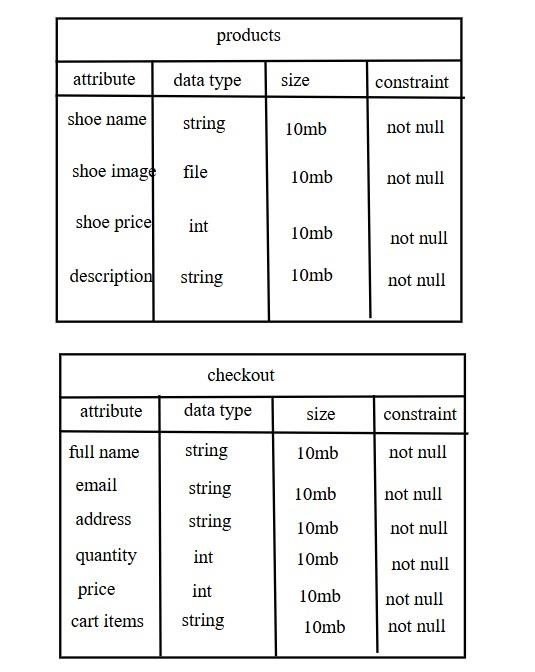 products
attribute data type size constraint
shoe name string 10mb not null
shoe image file 10mb not null
shoe price int 10mb not null
description string 10mb not null
checkout
attribute data type size constraint
full name string 10mb not null
email string 10mb not null
address string 10mb not null
quantity int 10mb not null
price int 10mb not null
cart items string 10mb not null